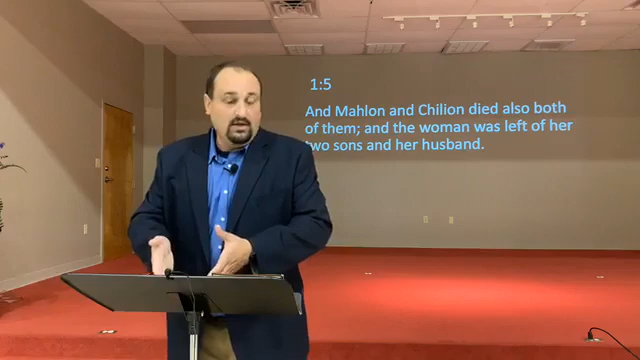 1:5
And Mahlon and Chilion died also both
of them; and the woman was left of her
two sons and her husband.